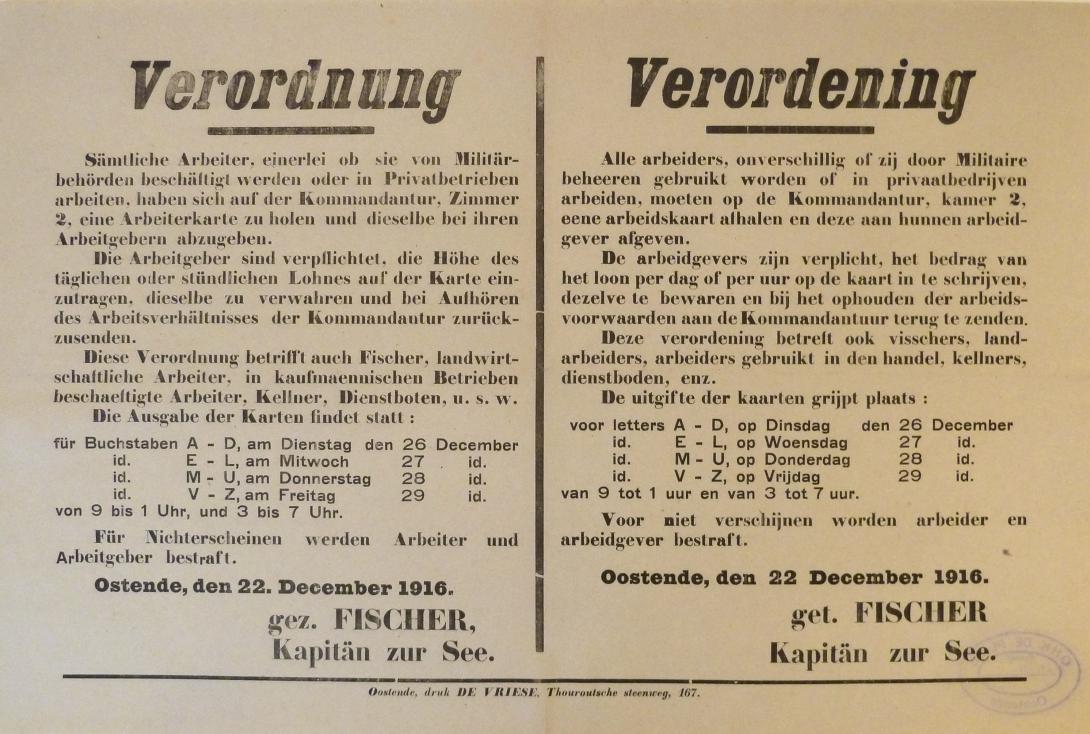 Verordnung
Sämtliche Arbeiter, einerlei ob sie von Militär-
behörden beschäftigt werden oder in Privatbetrieben
arbeiten, haben sich auf der Kommandantur, Zimmer
2, eine Arbeiterkarte zu holen und dieselbe bei ihren
Arbeitgebern abzugeben.
Die Arbeitgeber sind verpflichtet, die Höhe des
täglichen oder stündlichen Lohnes auf der Karte ein-
zutragen, dieselbe zu verwahren und bei Aufhören
des Arbeitsverhältnisses der Kommandantur zurück-
zusenden.
Diese Verordnung betrifft auch Fischer, landwirt-
schaftliche Arbeiter, in kaufmaennischen Betrieben
beschaeftigte Arbeiter, Kellner, Dienstboten, u. s. w.
Die Ausgabe der Karten findet statt :
für Buchstaben A - D, am Dienstag den 26 December
id. E - L, am Mitwoch 27 id.
id. M - U, am Donnerstag 28 id.
id. V - Z, am Freitag 29 id.
von 9 bis 1 Uhr, und 3 bis 7 Uhr.
Für Nichterscheinen werden Arbeiter und
Arbeitgeber bestraft.
Ostende, den 22. December 1916.
gez. FISCHER,
Kapitän zur See.
Verordening
Alle arbeiders, onverschillig of zij door Militaire
beheeren gebruikt worden of in privaatbedrijven
arbeiden, moeten op de Kommandantur, kamer 2,
eene arbeidskaart afhalen en deze aan hunnen arbeid-
gever afgeven.
De arbeidgevers zijn verplicht, het bedrag van
het loon per dag of per uur op de kaart in te schrijven,
dezelve te bewaren en bij het ophouden der arbeids-
voorwaarden aan de Kommandantuur terug te zenden.
Deze verordening betreft ook visschers, land-
arbeiders, arbeiders gebruikt in den handel, kellners,
dienstboden, enz.
De uitgifte der kaarten grijpt plaats :
voor letters A - D, op Dinsdag den 26 December
id. E - L, op Woensdag 27 id.
id. M - U, op Donderdag 28 id.
id. V - Z, op Vrijdag 29 id.
van 9 tot 1 uur en van 3 tot 7 uur.
Voor niet verschijnen worden arbeider en
arbeidgever bestraft.
Oostende, den 22 December 1916.
get. FISCHER
Kapitän zur See.
Oostende, druk DE VRIESE, Thouroutsche steenweg, 167.